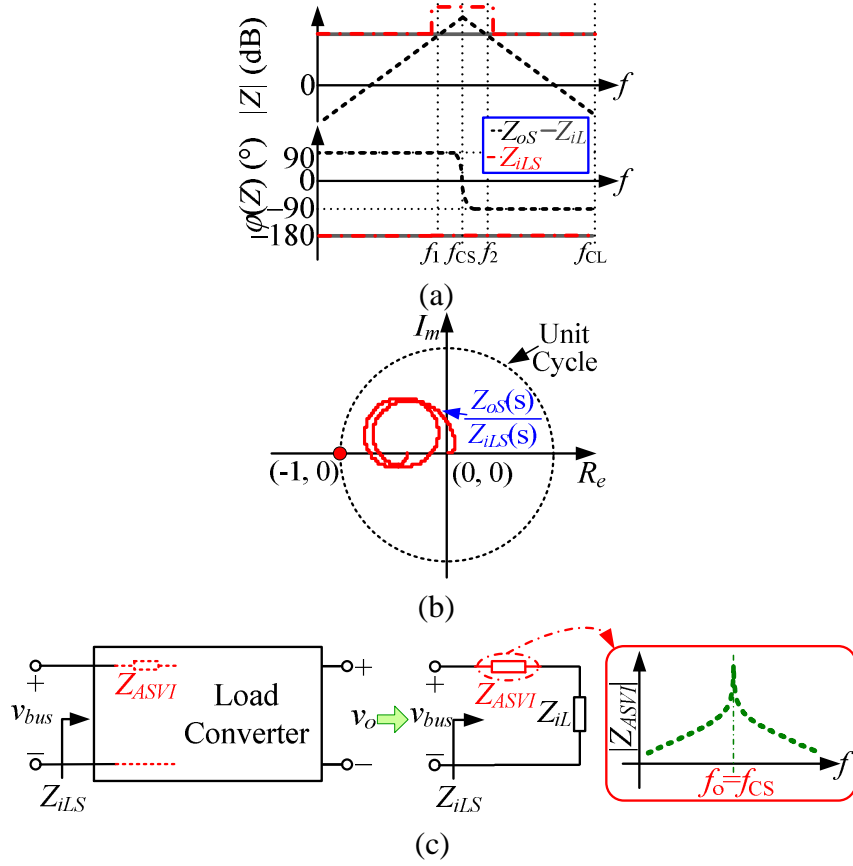 |Z| (dB)
0
f
Z_oS Z_iL
Z_iLS
|φ(Z) (°)
90
0
f
−90
−180
f_1 f_CS f_2 f_CL
(a)
I_m
Unit
Cycle
Z_oS(s)
Z_iLS(s)
(-1, 0)
(0, 0)
R_e
(b)
+
Z_ASVI
Load
Converter
v_bus
−
Z_iLS
+
v_o
−
+
Z_ASVI
v_bus
Z_iL
−
Z_iLS
|Z_ASVI|
f
f_o=f_CS
(c)